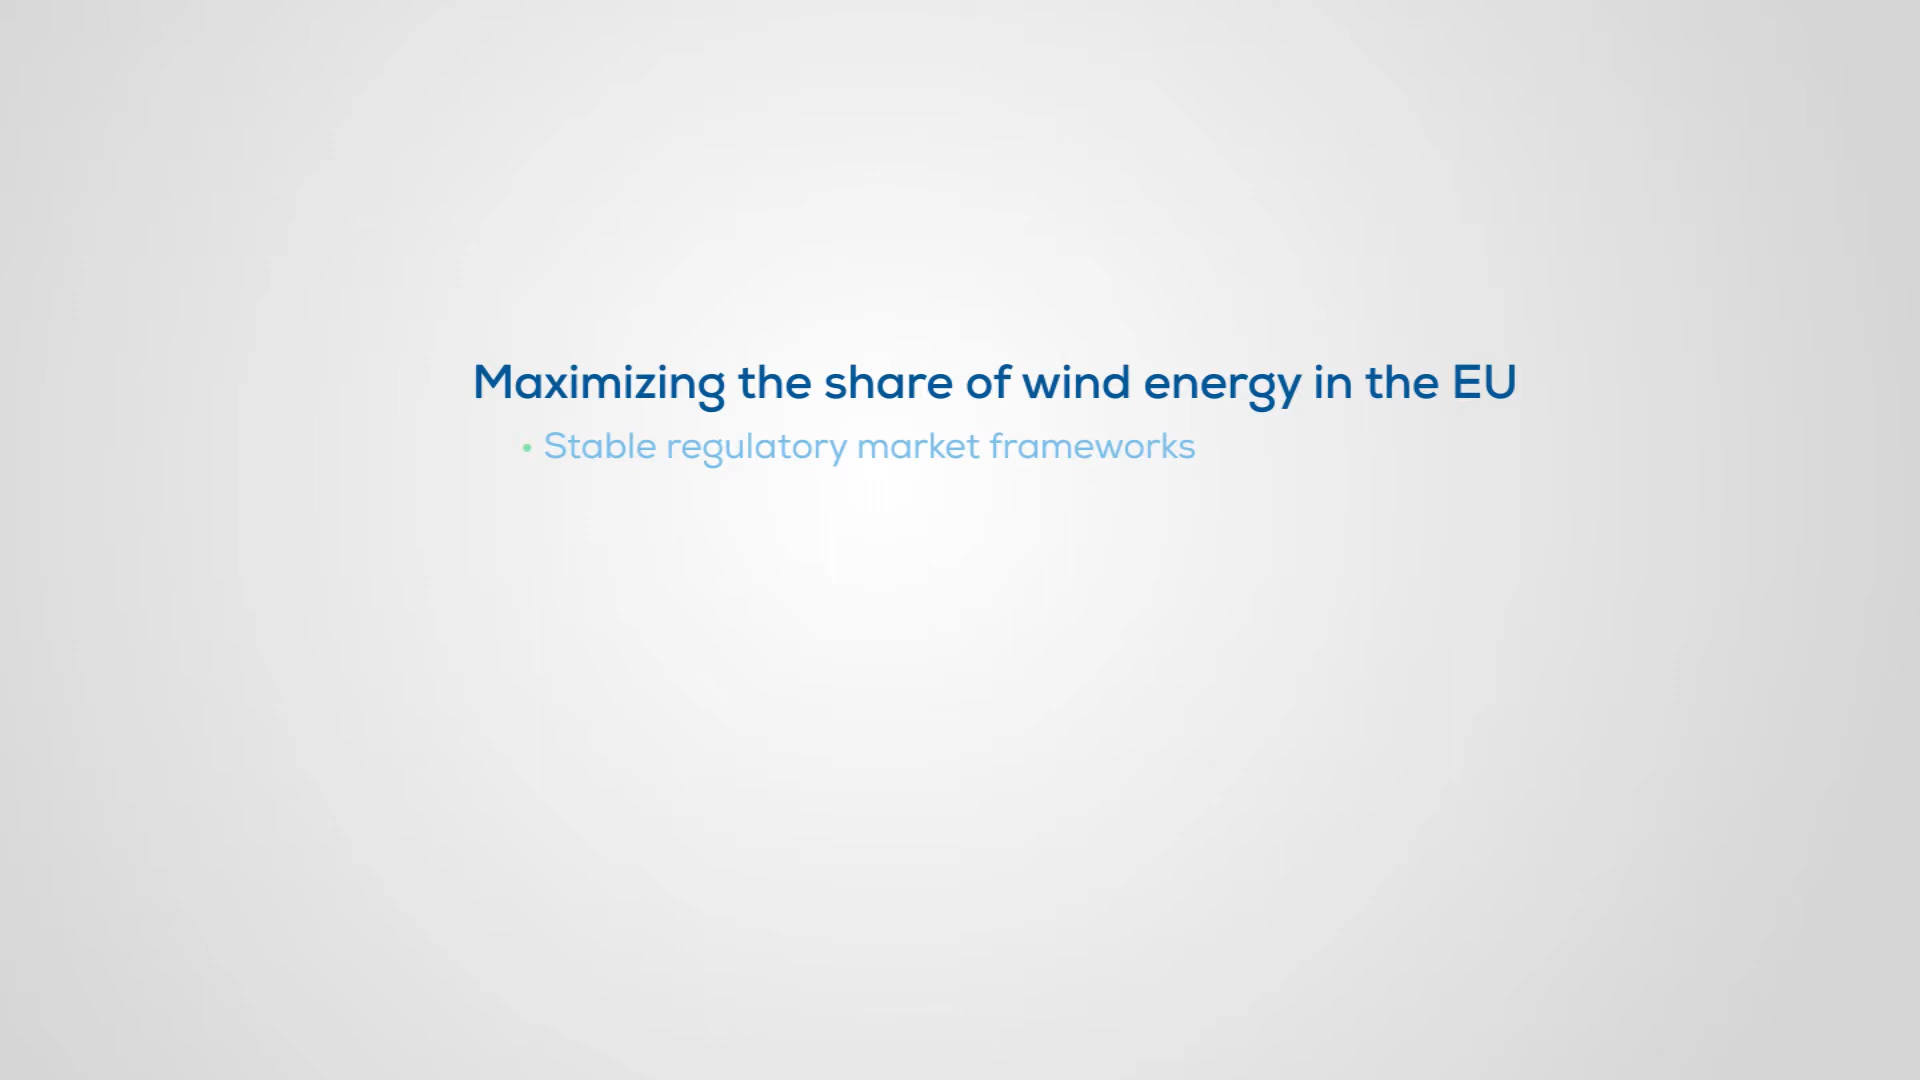 Maximizing the share of wind energy in the EU
• Stable regulatory market frameworks